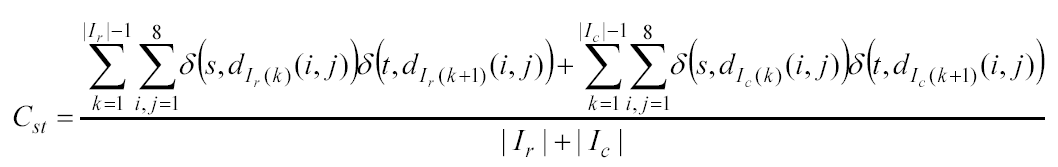 C_{st} = \frac{\sum_{k=1}^{|I_r|-1} \sum_{i,j=1}^{8} \delta(s, d_{I_r(k)}(i,j)) \delta(t, d_{I_r(k+1)}(i,j)) + \sum_{k=1}^{|I_c|-1} \sum_{i,j=1}^{8} \delta(s, d_{I_c(k)}(i,j)) \delta(t, d_{I_c(k+1)}(i,j))}{|I_r| + |I_c|}